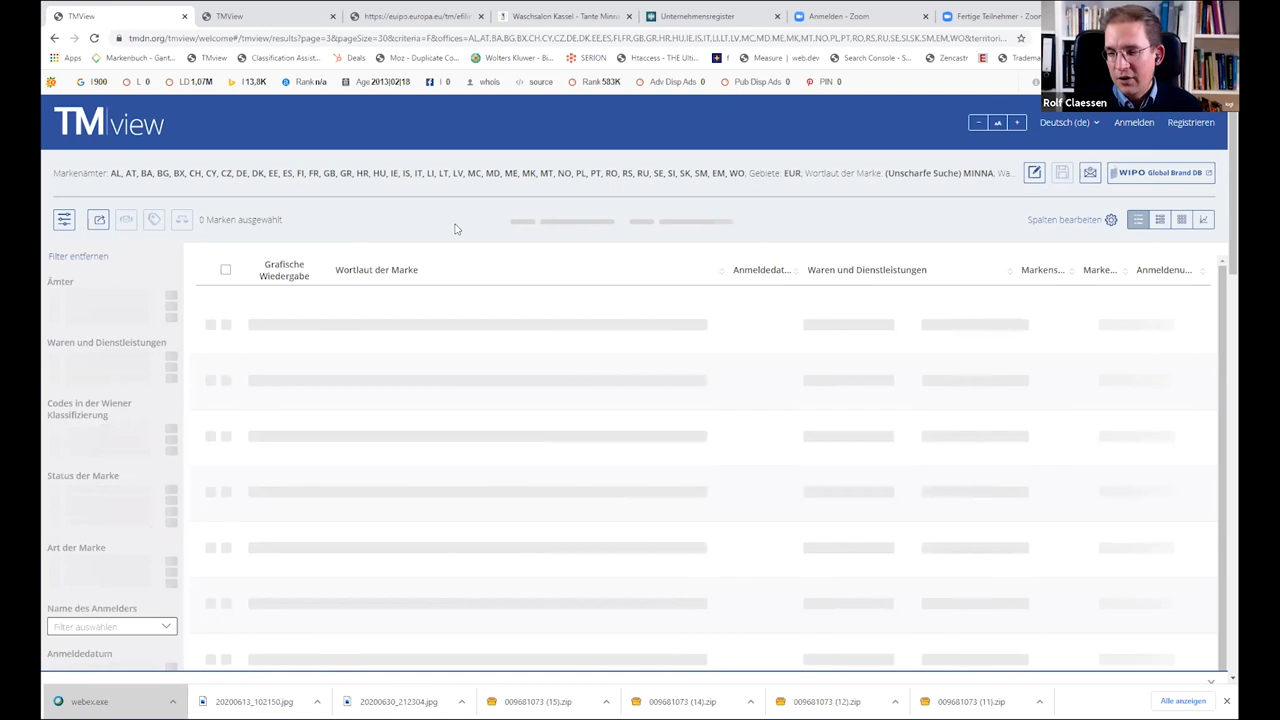 TMView
TMView
https://euipo.europa.eu/tm/efilin
Waschsalon Kassel - Tante Minna
Unternehmensregister
Anmelden - Zoom
Fertige Teilnehmer - Zoom
tmdn.org/tmview/welcome#/tmview/results?page=3&pageSize=30&criteria=F&offices=AL,AT,BA,BG,BX,CH,CY,CZ,DE,DK,EE,ES,FI,FR,GB,GR,HR,HU,IE,IS,IT,LI,LT,LV,MC,MD,ME,MK,MT,NO,PL,PT,RO,RS,RU,SE,SI,SK,SM,EM,WO&territori...
Apps
Markenbuch - Gamb...
TMview
Classification Assist...
Deals
Wolters Kluwer - Bi...
SERION
Htaccess - THE Ulti...
f
Measure | web.dev
Search Console - S...
Zencastr
Tradema
I 900
L 0
LD 1,07M
I 13,8K
Rank n/a
Age 2013|02|18
I 0
whois
source
Rank 583K
Adv Disp Ads 0
Pub Disp Ads 0
PIN 0
Rolf Claessen
TM view
− aA +
Deutsch (de)
Anmelden
Registrieren
Markenämter: AL, AT, BA, BG, BX, CH, CY, CZ, DE, DK, EE, ES, FI, FR, GB, GR, HR, HU, IE, IS, IT, LI, LT, LV, MC, MD, ME, MK, MT, NO, PL, PT, RO, RS, RU, SE, SI, SK, SM, EM, WO. Gebiete: EUR, Wortlaut der Marke: (Unscharfe Suche) MINNA, Wa...
WIPO Global Brand DB
0 Marken ausgewählt
Spalten bearbeiten
Filter entfernen
Grafische Wiedergabe
Wortlaut der Marke
Anmeldedat...
Waren und Dienstleistungen
Markens...
Marke...
Anmeldenu...
Ämter
Waren und Dienstleistungen
Codes in der Wiener
Klassifizierung
Status der Marke
Art der Marke
Name des Anmelders
Filter auswählen
Anmeldedatum
webex.exe
20200613_102150.jpg
20200630_212304.jpg
009681073 (15).zip
009681073 (14).zip
009681073 (12).zip
009681073 (11).zip
Alle anzeigen